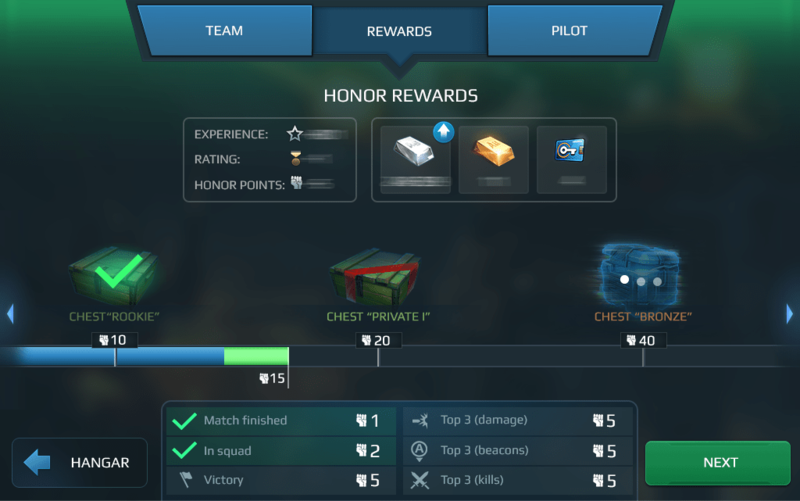 TEAM
REWARDS
PILOT
HONOR REWARDS
EXPERIENCE:
RATING:
HONOR POINTS:
CHEST"ROOKIE"
CHEST "PRIVATE I"
CHEST "BRONZE"
10
20
40
15
Match finished 1
In squad 2
Victory 5
Top 3 (damage) 5
Top 3 (beacons) 5
Top 3 (kills) 5
HANGAR
NEXT